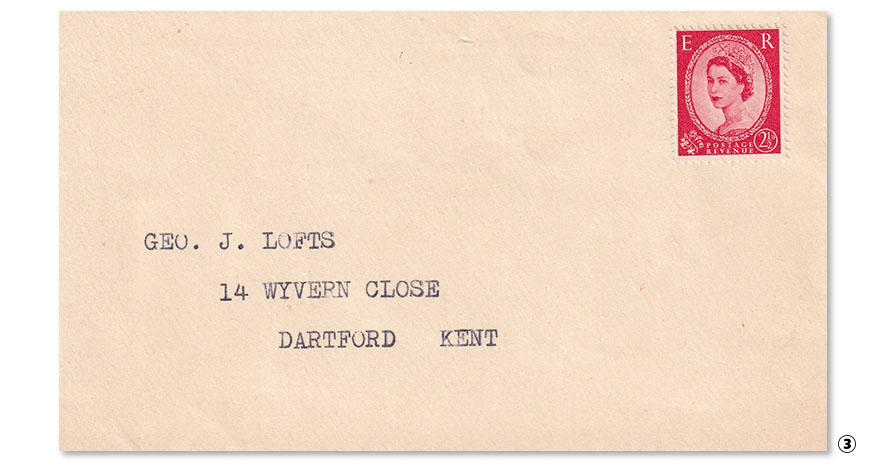 E R
POSTAGE
REVENUE
2½
GEO. J. LOFTS
14 WYVERN CLOSE
DARTFORD KENT
③